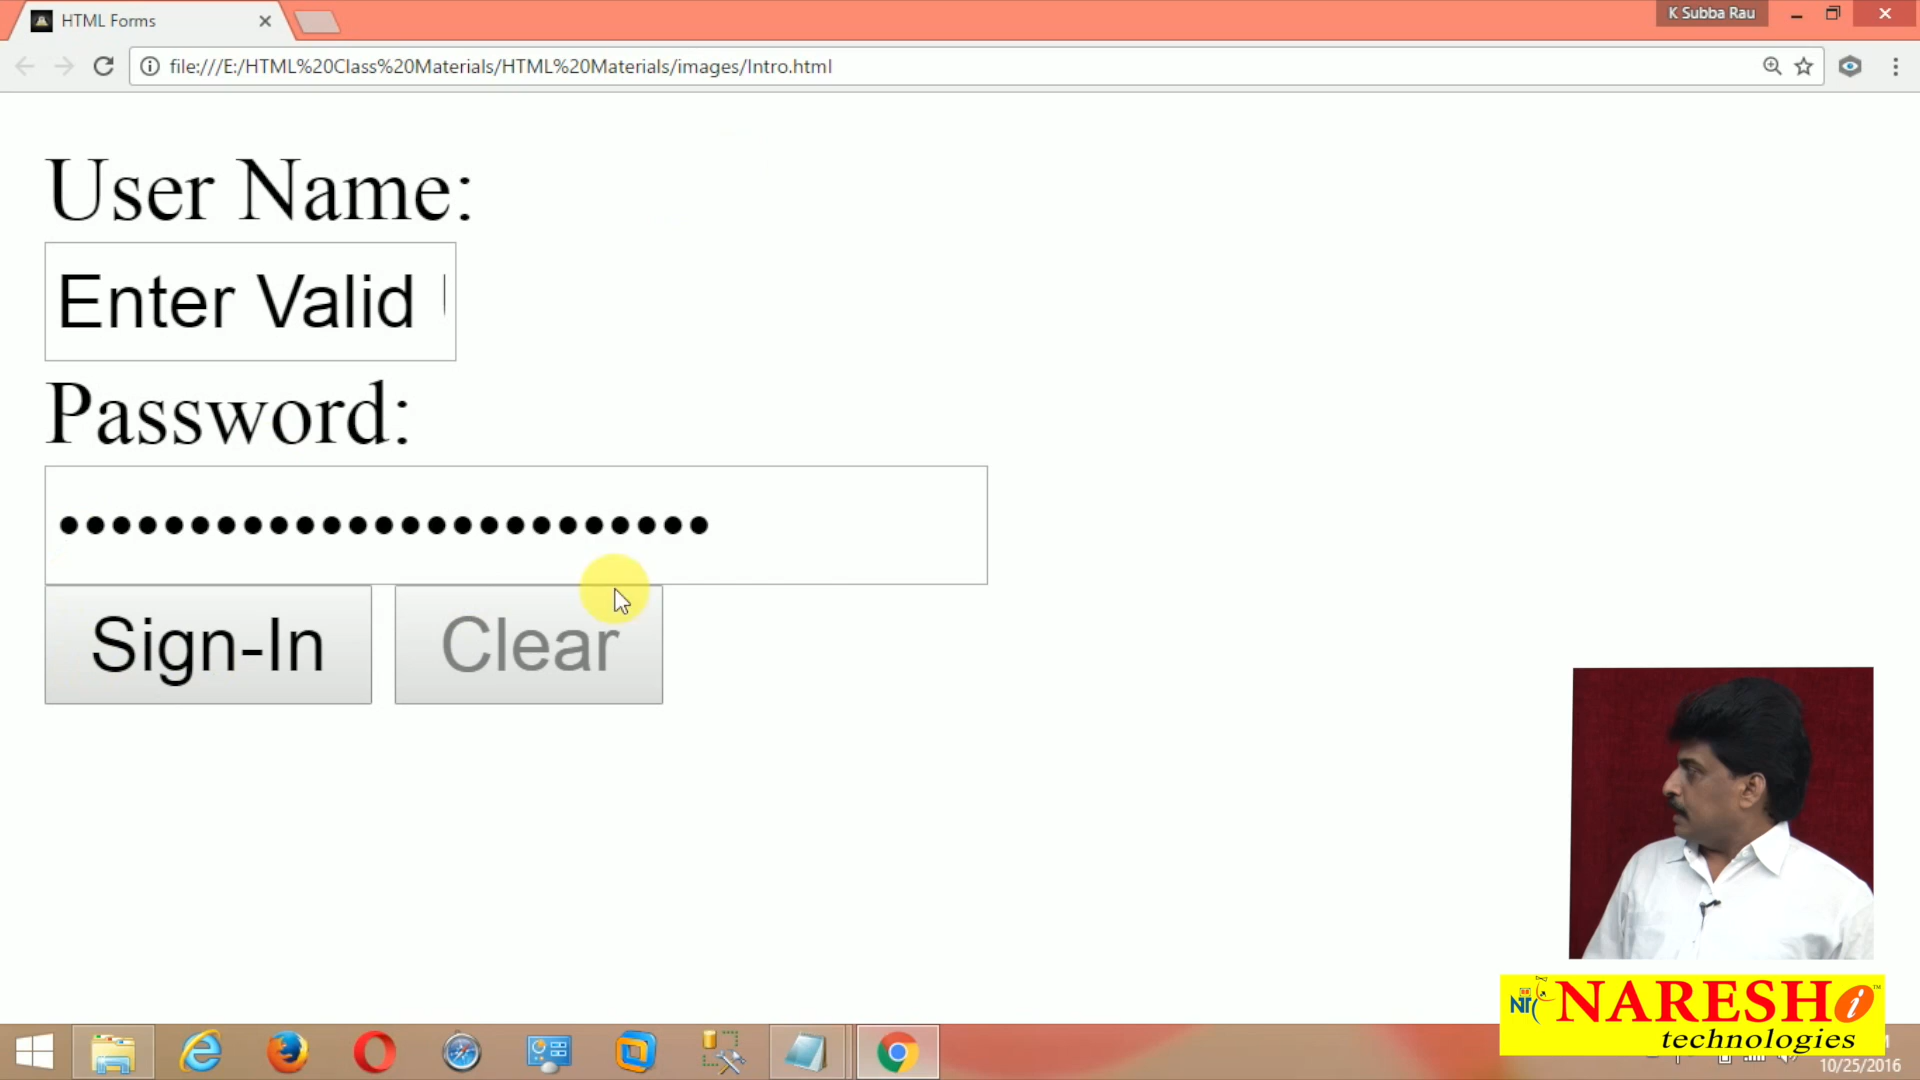 HTML Forms
K Subba Rau
file:///E:/HTML%20Class%20Materials/HTML%20Materials/images/Intro.html
User Name:
Enter Valid
Password:
Sign-In
Clear
NARESH i ™
technologies
10/25/2016